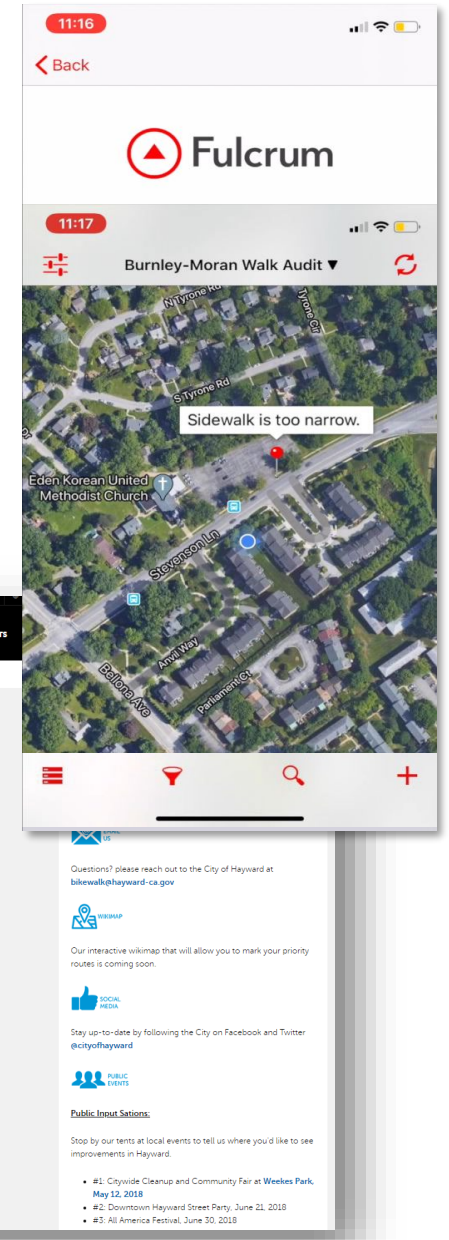 11:16
Back
Fulcrum
11:17
Burnley-Moran Walk Audit ▼
N Tyrone Rd
Tyrone Cir
S Tyrone Rd
Sidewalk is too narrow.
Eden Korean United
Methodist Church
Stevenson Ln
Anvil Way
Bellona Ave
Parliament Ct
rs
US
Questions? please reach out to the City of Hayward at
bikewalk@hayward-ca.gov
WIKIMAP
Our interactive wikimap that will allow you to mark your priority
routes is coming soon.
SOCIAL
MEDIA
Stay up-to-date by following the City on Facebook and Twitter
@cityofhayward
PUBLIC
EVENTS
Public Input Sations:
Stop by our tents at local events to tell us where you'd like to see
improvements in Hayward.
• #1: Citywide Cleanup and Community Fair at Weekes Park,
May 12, 2018
• #2: Downtown Hayward Street Party, June 21, 2018
• #3: All America Festival, June 30, 2018